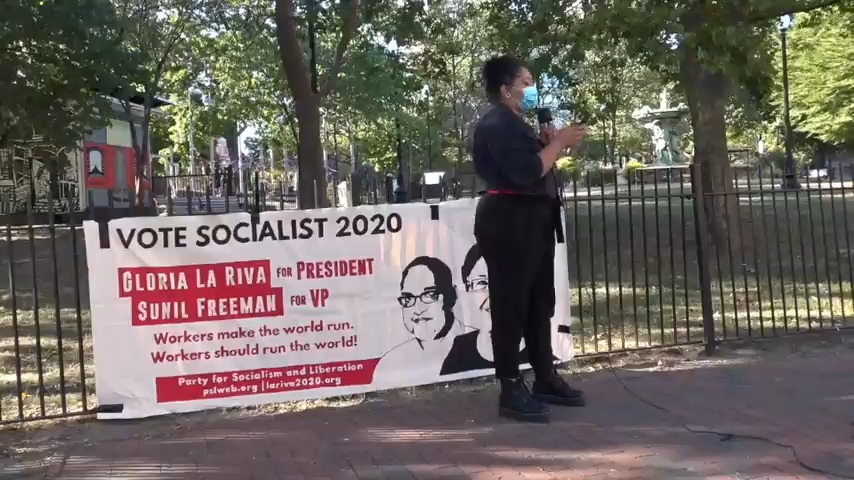 VOTE SOCIALIST 2020
GLORIA LA RIVA FOR PRESIDENT
SUNIL FREEMAN FOR VP
Workers make the world run.
Workers should run the world!
Party for Socialism and Liberation
pslweb.org | lariva2020.org